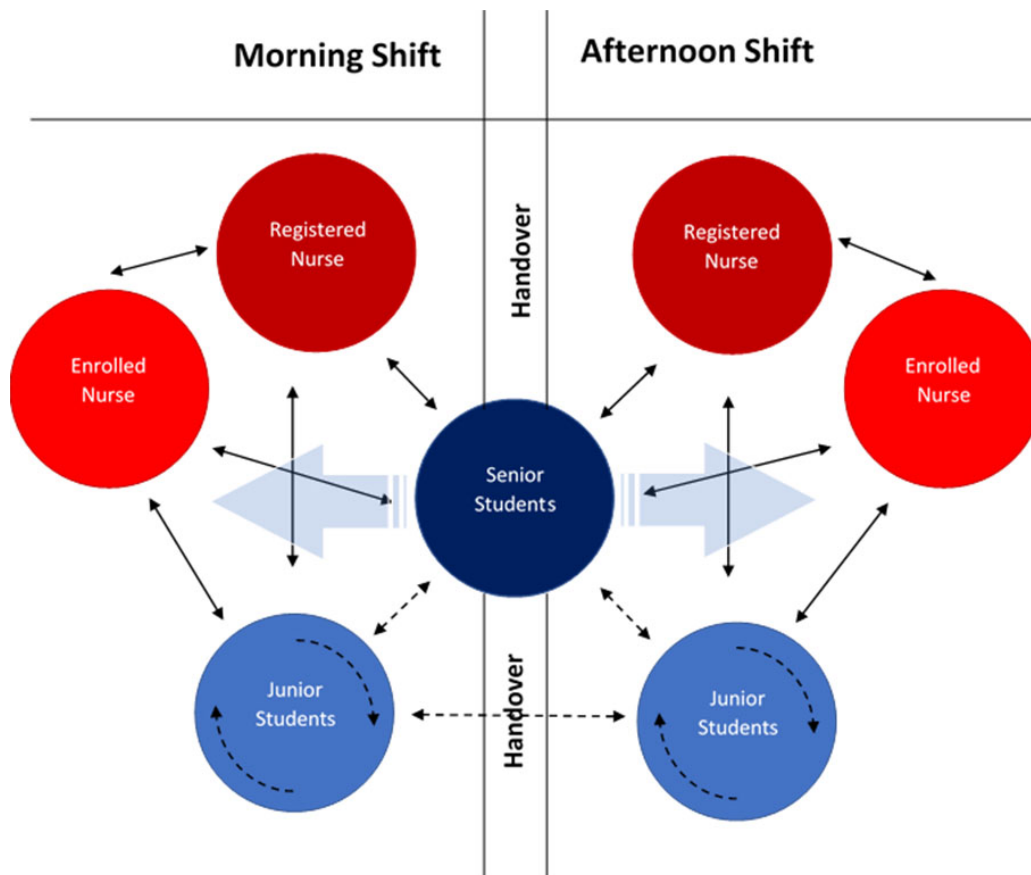 Morning Shift
Afternoon Shift
Registered
Nurse
Handover
Registered
Nurse
Enrolled
Nurse
Enrolled
Nurse
Senior
Students
Junior
Students
Handover
Junior
Students